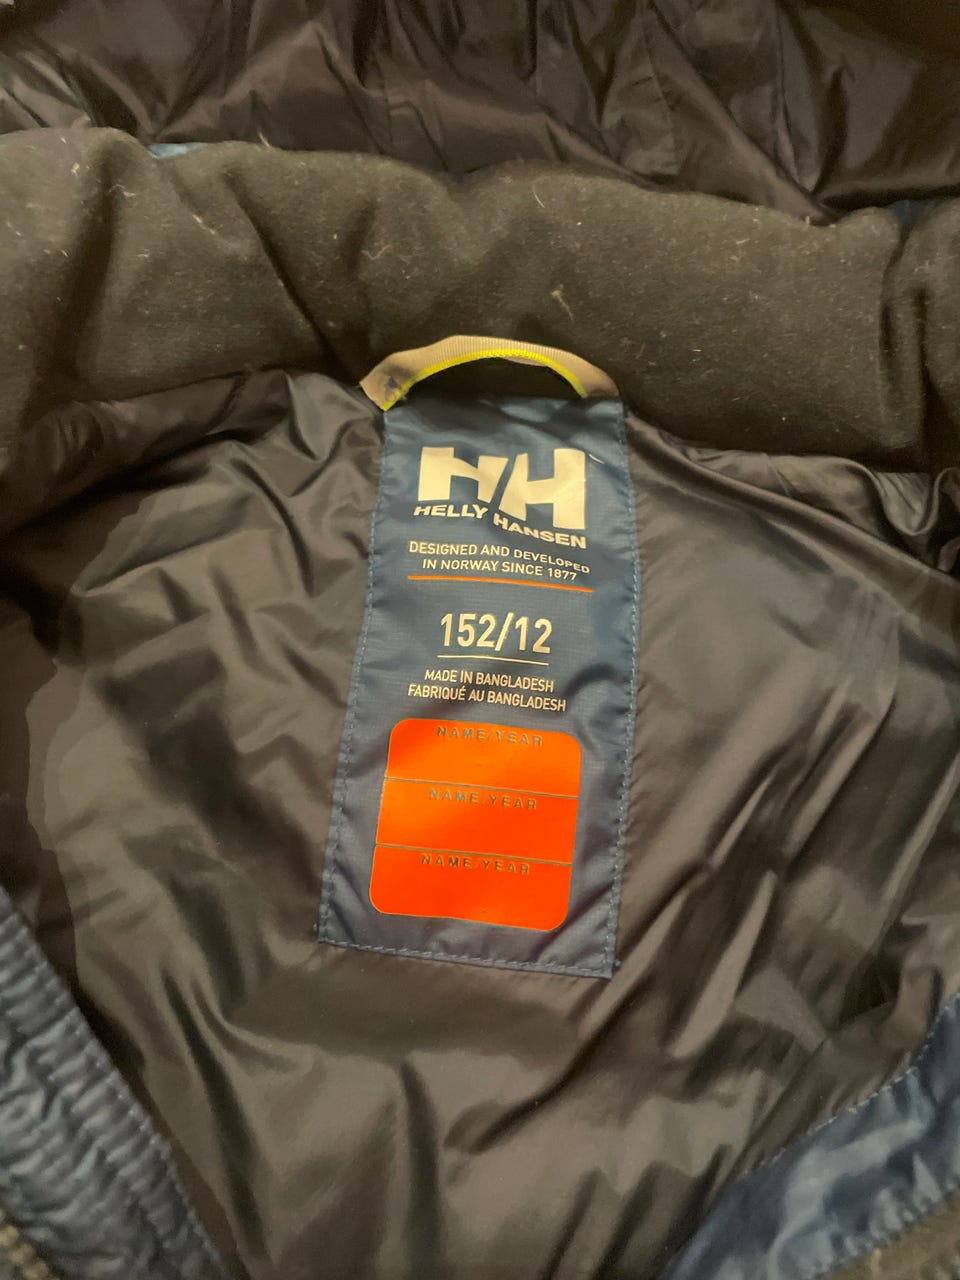 HH
HELLY HANSEN
DESIGNED AND DEVELOPED
IN NORWAY SINCE 1877
152/12
MADE IN BANGLADESH
FABRIQUÉ AU BANGLADESH
NAME/YEAR
NAME/YEAR
NAME/YEAR